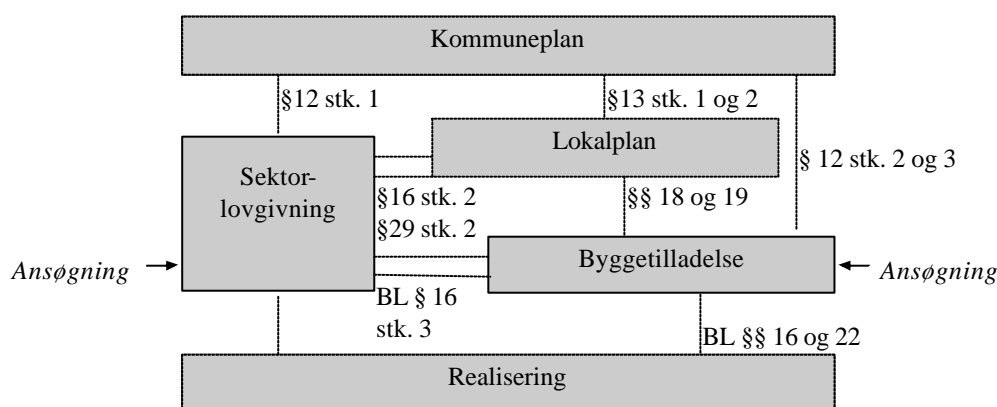 Kommuneplan
§12 stk. 1
§13 stk. 1 og 2
Lokalplan
§ 12 stk. 2 og 3
Sektor-
lovgivning
§16 stk. 2
§29 stk. 2
§§ 18 og 19
Ansøgning
Byggetilladelse
Ansøgning
BL § 16
stk. 3
BL §§ 16 og 22
Realisering